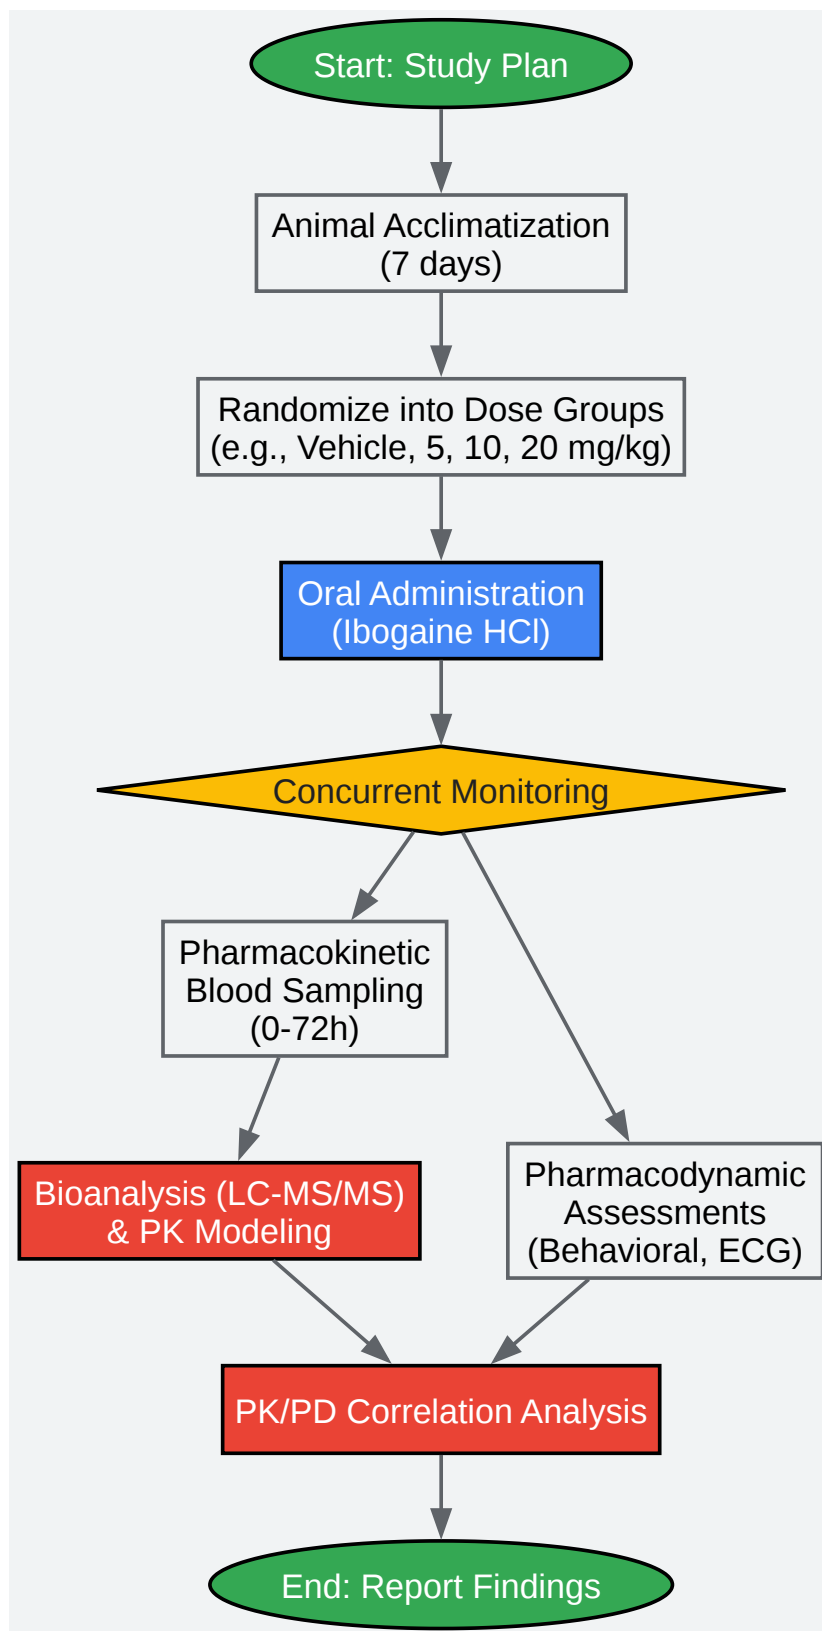 Start: Study Plan
Animal Acclimatization
(7 days)
Randomize into Dose Groups
(e.g., Vehicle, 5, 10, 20 mg/kg)
Oral Administration
(Ibogaine HCl)
Concurrent Monitoring
Pharmacokinetic
Blood Sampling
(0-72h)
Bioanalysis (LC-MS/MS)
& PK Modeling
Pharmacodynamic
Assessments
(Behavioral, ECG)
PK/PD Correlation Analysis
End: Report Findings